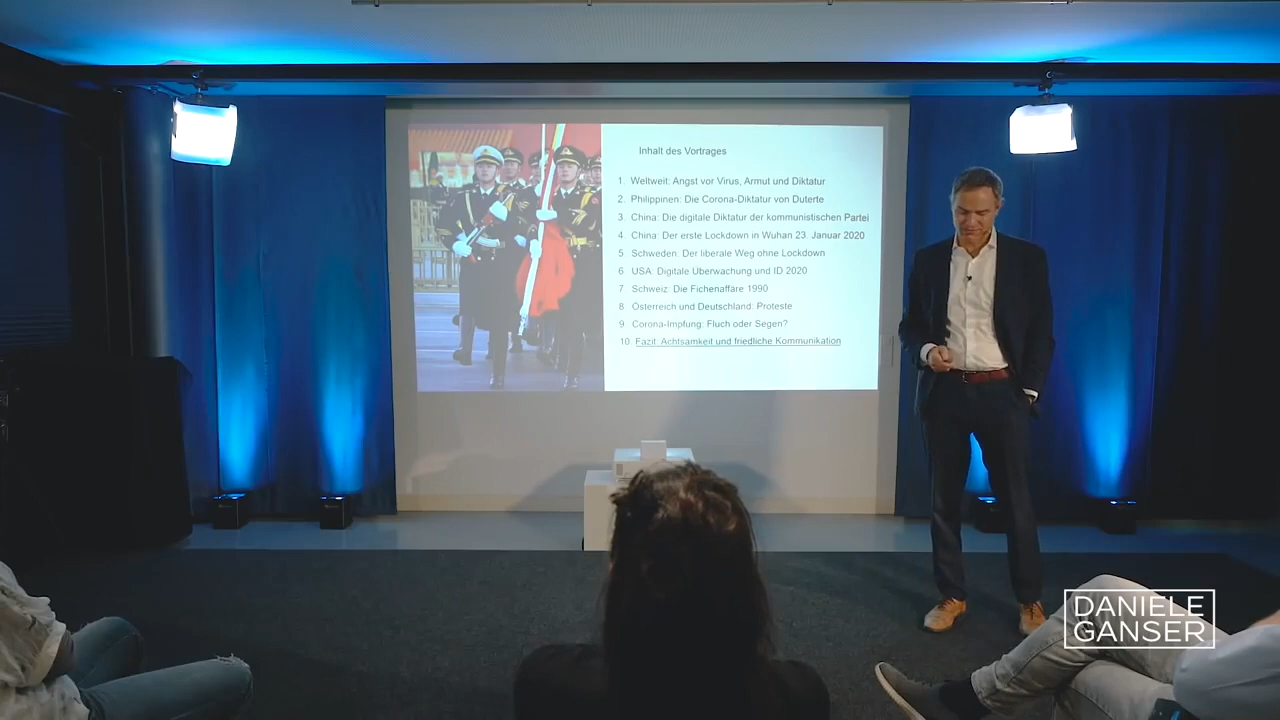 Inhalt des Vortrages
1. Weltweit: Angst vor Virus, Armut und Diktatur
2. Philippinen: Die Corona-Diktatur von Duterte
3. China: Die digitale Diktatur der kommunistischen Partei
4. China: Der erste Lockdown in Wuhan 23. Januar 2020
5 Schweden: Der liberale Weg ohne Lockdown
6 USA: Digitale Überwachung und ID 2020
7. Schweiz: Die Fichenaffäre 1990
8 Österreich und Deutschland: Proteste
9 Corona-Impfung: Fluch oder Segen?
10. Fazit: Achtsamkeit und friedliche Kommunikation
DANIELE
GANSER